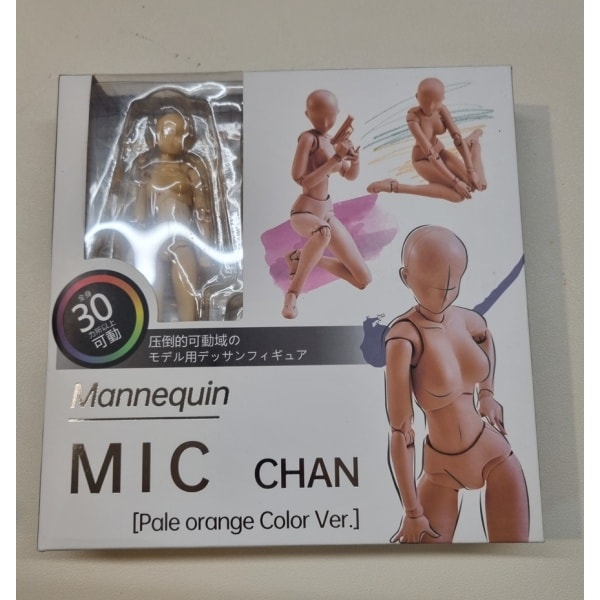 全身
30
カ所以上
可動
圧倒的可動域の
モデル用デッサンフィギュア
Mannequin
MIC CHAN
[Pale orange Color Ver.]